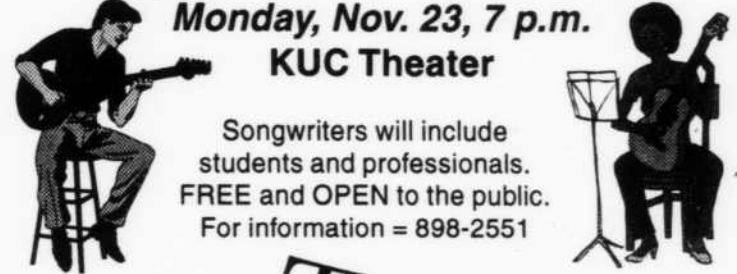 Monday, Nov. 23, 7 p.m.
KUC Theater
Songwriters will include
students and professionals.
FREE and OPEN to the public.
For information = 898-2551